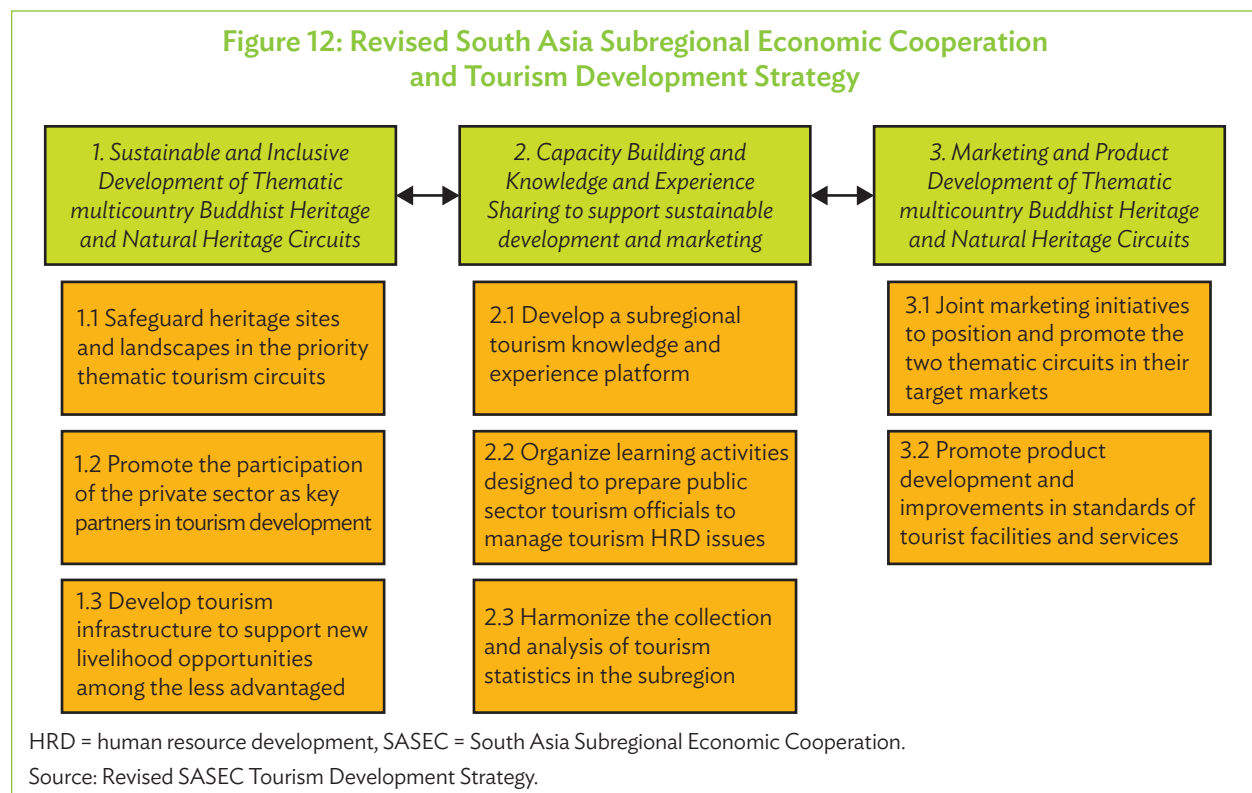 Figure 12: Revised South Asia Subregional Economic Cooperation
and Tourism Development Strategy
1. Sustainable and Inclusive
Development of Thematic
multicountry Buddhist Heritage
and Natural Heritage Circuits
1.1 Safeguard heritage sites
and landscapes in the priority
thematic tourism circuits
1.2 Promote the participation
of the private sector as key
partners in tourism development
1.3 Develop tourism
infrastructure to support new
livelihood opportunities
among the less advantaged
2. Capacity Building and
Knowledge and Experience
Sharing to support sustainable
development and marketing
2.1 Develop a subregional
tourism knowledge and
experience platform
2.2 Organize learning activities
designed to prepare public
sector tourism officials to
manage tourism HRD issues
2.3 Harmonize the collection
and analysis of tourism
statistics in the subregion
3. Marketing and Product
Development of Thematic
multicountry Buddhist Heritage
and Natural Heritage Circuits
3.1 Joint marketing initiatives
to position and promote the
two thematic circuits in their
target markets
3.2 Promote product
development and
improvements in standards of
tourist facilities and services
HRD = human resource development, SASEC = South Asia Subregional Economic Cooperation.
Source: Revised SASEC Tourism Development Strategy.